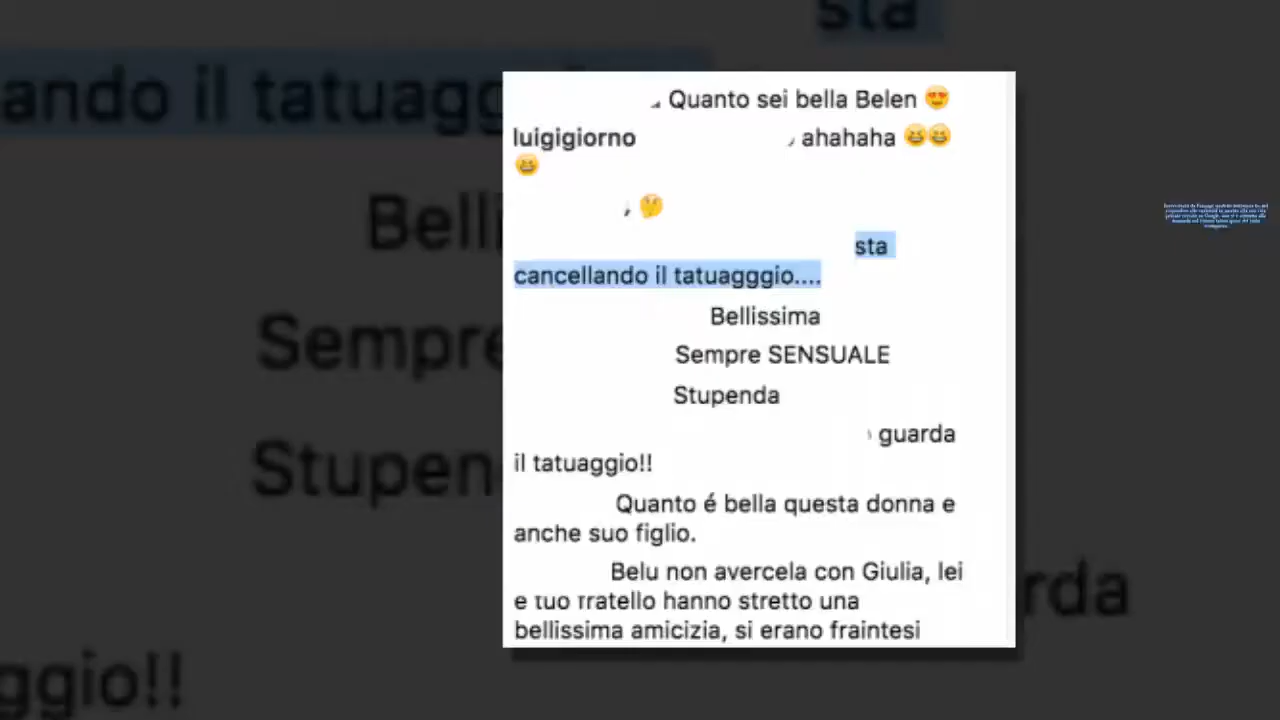 Quanto sei bella Belen 😍
luigigiorno , ahahaha 😆😆
😆
, 🤔
sta
cancellando il tatuagggio....
Bellissima
Sempre SENSUALE
Stupenda
guarda
il tatuaggio!!
Quanto é bella questa donna e
anche suo figlio.
Belu non avercela con Giulia, lei
e tuo fratello hanno stretto una
bellissima amicizia, si erano fraintesi